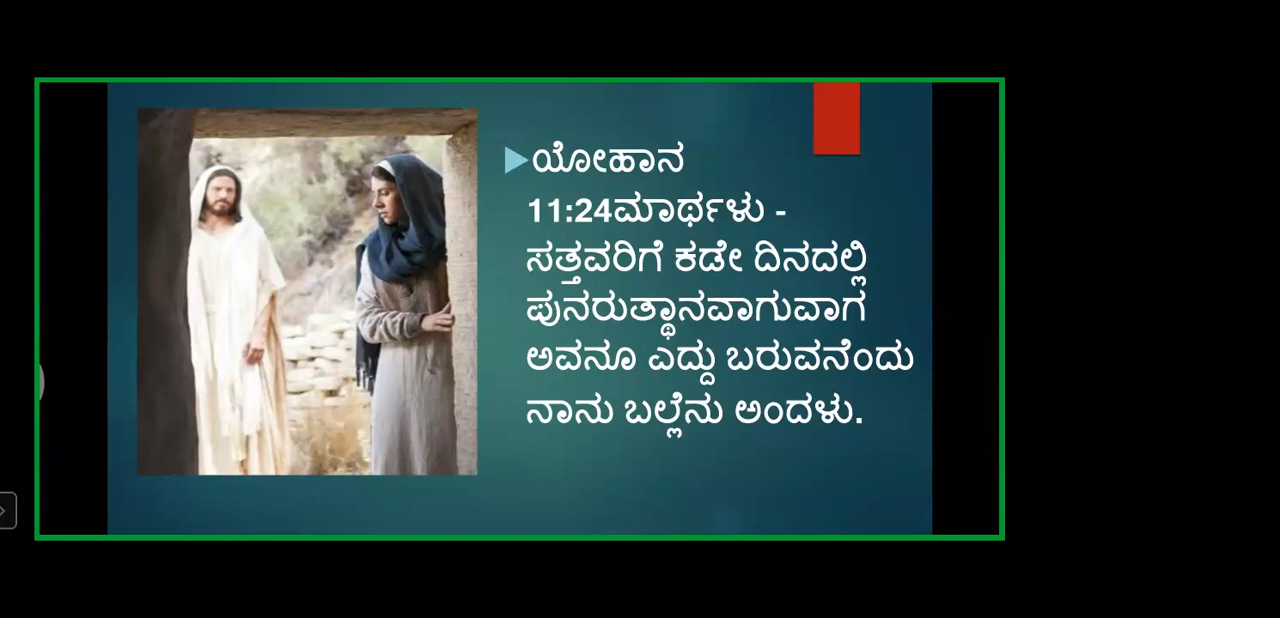 ಯೋಹಾನ
11:24ಮಾರ್ಥಳು -
ಸತ್ತವರಿಗೆ ಕಡೇ ದಿನದಲ್ಲಿ
ಪುನರುತ್ಥಾನವಾಗುವಾಗ
ಅವನೂ ಎದ್ದು ಬರುವನೆಂದು
ನಾನು ಬಲ್ಲೆನು ಅಂದಳು.